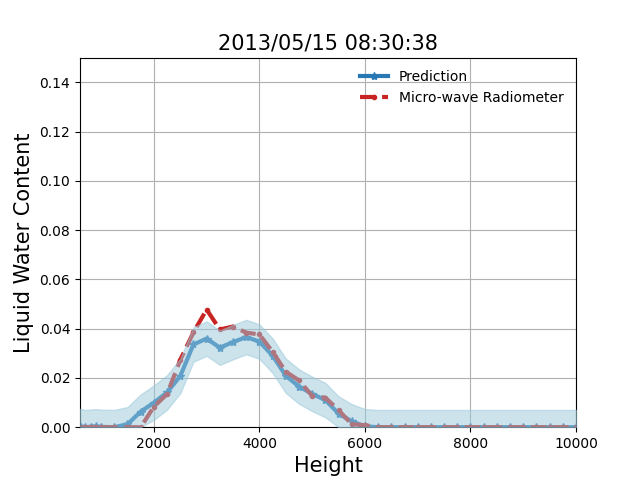 2013/05/15 08:30:38
Prediction
Micro-wave Radiometer
Liquid Water Content
0.14
0.12
0.10
0.08
0.06
0.04
0.02
0.00
2000 4000 6000 8000 10000
Height